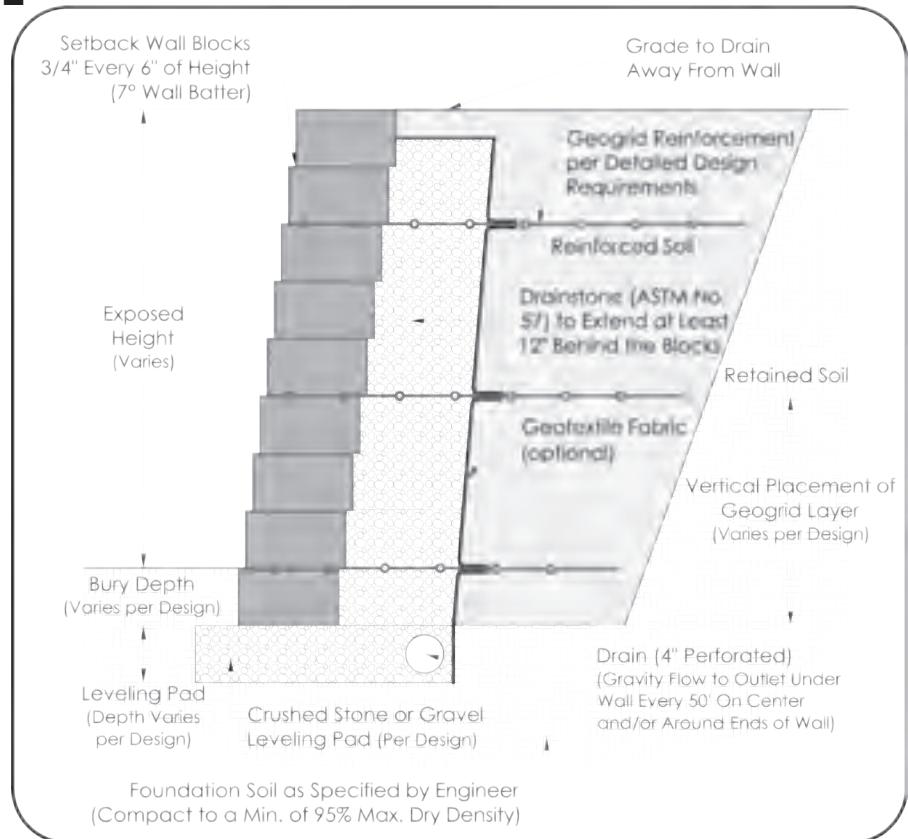 Setback Wall Blocks
3/4" Every 6" of Height
(7° Wall Batter)
Grade to Drain
Away From Wall
Geogrid Reinforcement
per Detailed Design
Requirements
Reinforced Soil
Drainstone (ASTM No.
57) to Extend at Least
12" Behind the Blocks
Exposed
Height
(Varies)
Retained Soil
Geotextile Fabric
(optional)
Vertical Placement of
Geogrid Layer
(Varies per Design)
Bury Depth
(Varies per Design)
Leveling Pad
(Depth Varies
per Design)
Crushed Stone or Gravel
Leveling Pad (Per Design)
Drain (4" Perforated)
(Gravity Flow to Outlet Under
Wall Every 50' On Center
and/or Around Ends of Wall)
Foundation Soil as Specified by Engineer
(Compact to a Min. of 95% Max. Dry Density)